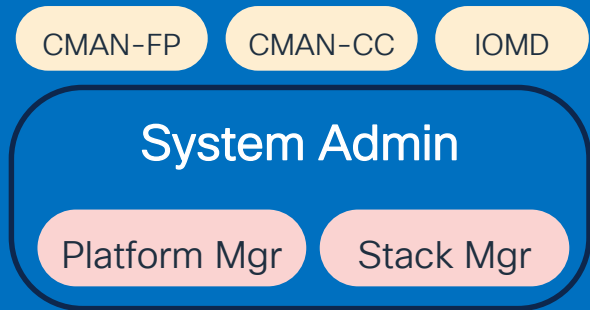 CMAN-FP CMAN-CC IOMD
System Admin
Platform Mgr Stack Mgr